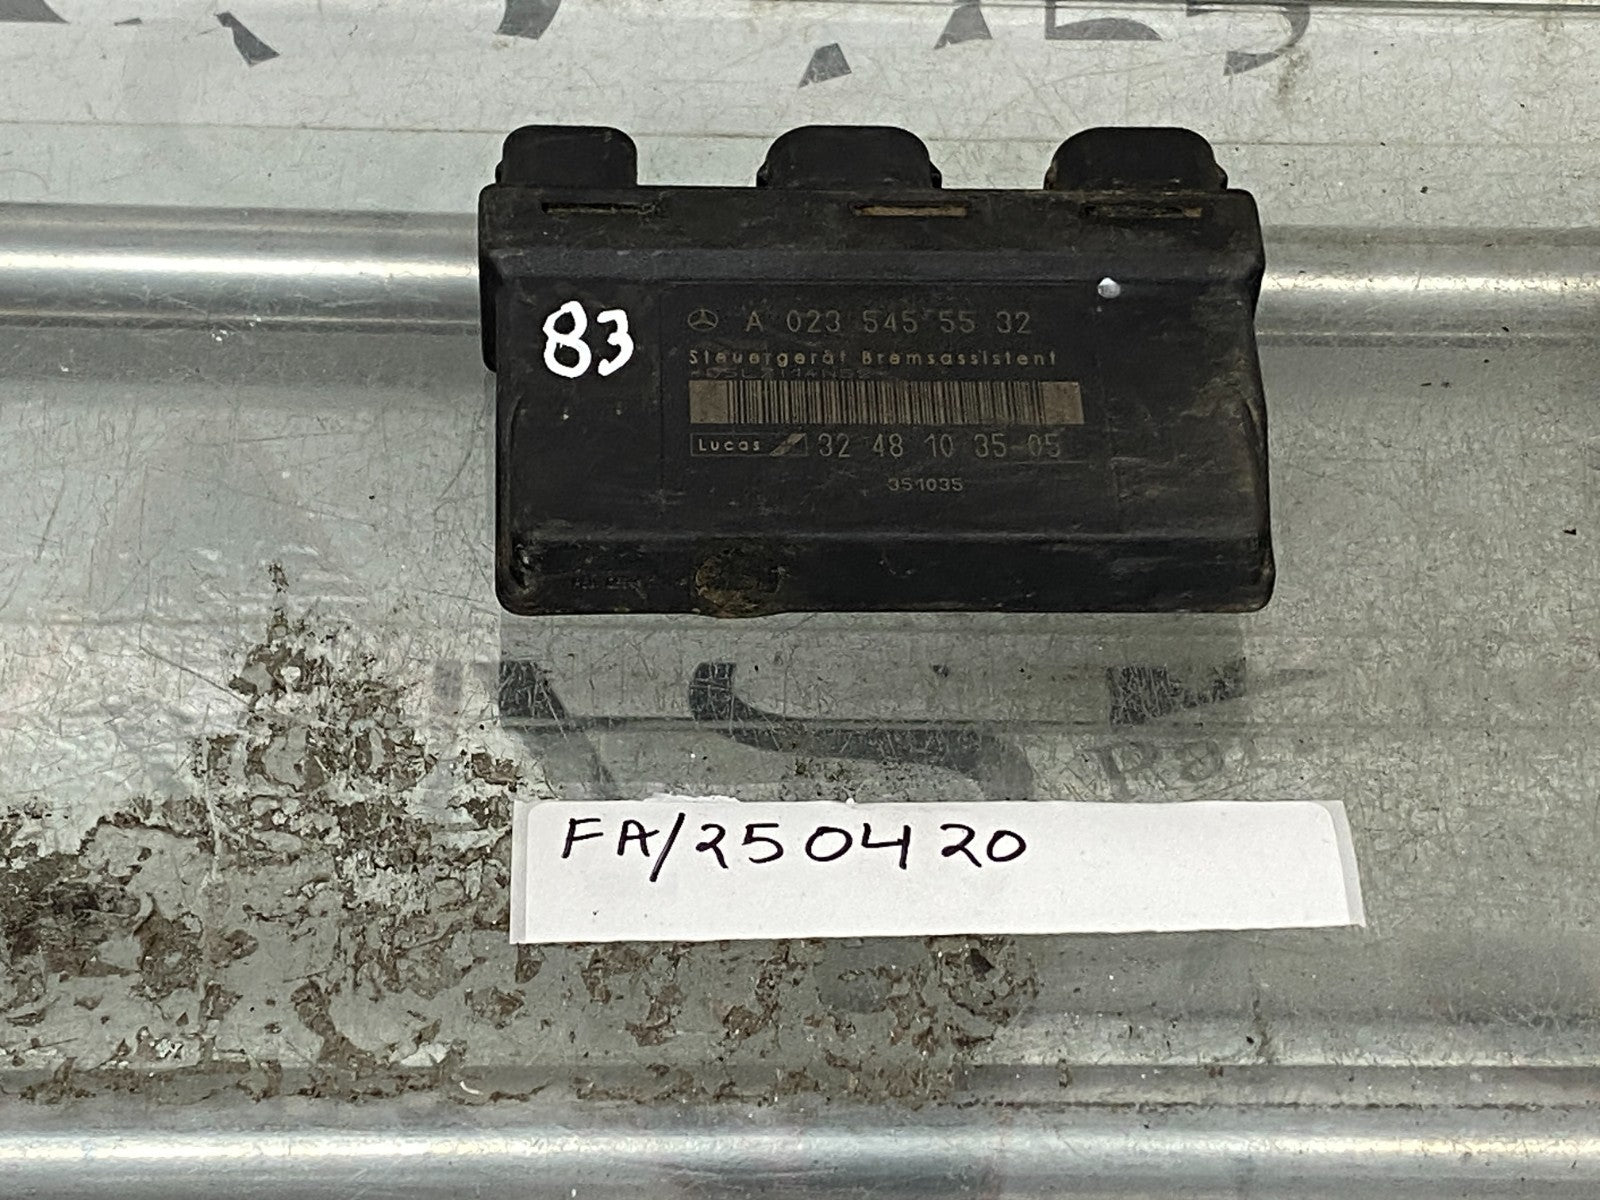 83
A 023 545 55 32
Steuergerät Bremsassistent
Lucas 32 48 10 35-05
351035
FA/250420